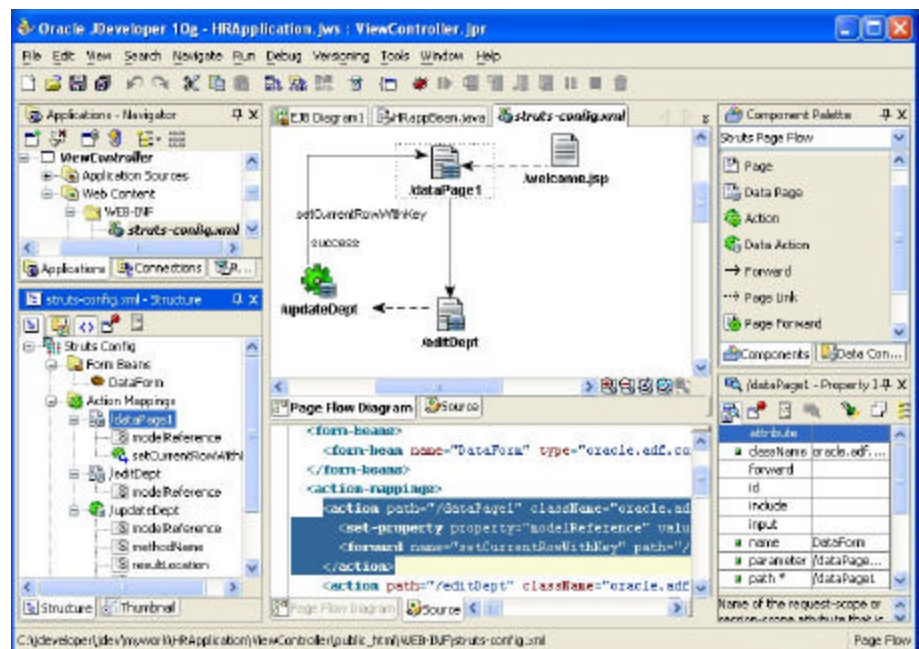 Oracle JDeveloper 10g - HRApplication.jws : ViewController.jpr
File Edit View Search Navigate Run Debug Versioning Tools Window Help
Applications - Navigator
ViewController
Application Sources
Web Content
WEB-INF
struts-config.xml
Applications
Connections
struts-config.xml - Structure
Struts Config
Form Beans
DataForm
Action Mappings
/dataPage1
modelReference
setCurrentRowWithl
/editDept
modelReference
/updateDept
modelReference
methodName
resultLocation
Structure
Thumbnail
EJB Diagram1
HRappBean.java
struts-config.xml
/dataPage1
/welcome.jsp
setCurrentRowWithKey
success
/updateDept
/editDept
Page Flow Diagram
Source
<form-beans>
<form-bean name="DataForm" type="oracle.adf.co
</form-beans>
<action-mappings>
<action path="/dataPage1" className="oracle.ad
<set-property property="modelReference" valu
<forward name="setCurrentRowWithKey" path="/
</action>
<action path="/editDept" className="oracle.adf
Page Flow Diagram
Source
Component Palette
Struts Page Flow
Page
Data Page
Action
Data Action
Forward
Page Link
Page Forward
Components
Data Con...
/dataPage1 - Property I
attribute
className oracle.adf....
forward
id
include
input
name DataForm
parameter /dataPage...
path * /dataPage1
Name of the request-scope or
session-scope attribute that is
C:\jdeveloper\jdev\mywork\HRApplication\ViewController\public_html\WEB-INF\struts-config.xml
Page Flow